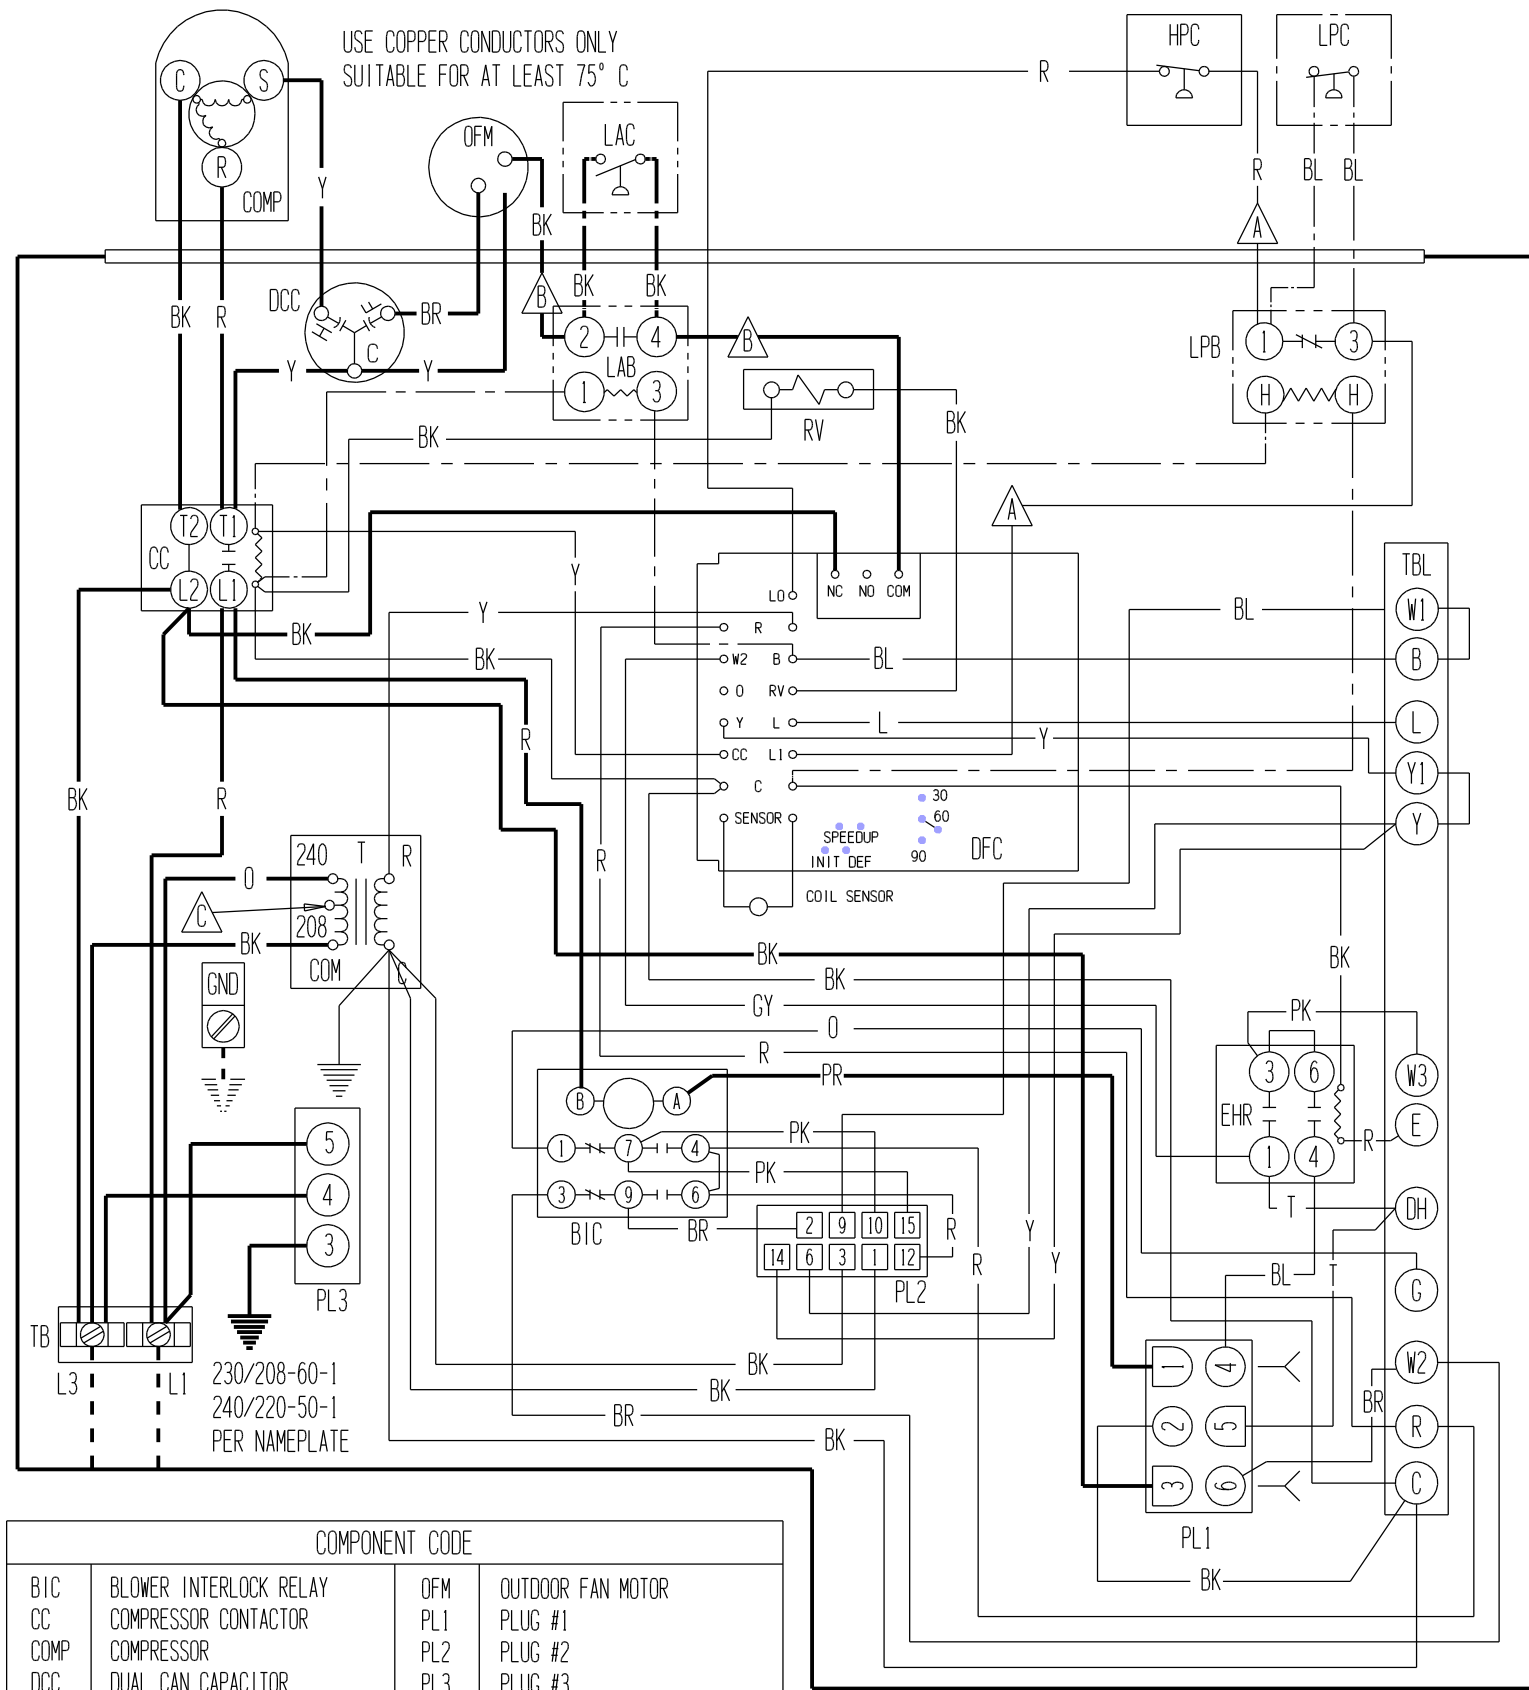 USE COPPER CONDUCTORS ONLY
SUITABLE FOR AT LEAST 75° C
HPC
LPC
C
S
R
COMP
OFM
LAC
R
Y
BK
R
BL
BL
A
DCC
BK
R
H
F
C
BR
B
BK
BK
2
4
LAB
1
3
B
LPB
1
3
H
H
Y
Y
BK
RV
BK
A
T2
T1
CC
L2
L1
Y
BK
Y
BK
NC
NO
COM
LO
R
W2
B
O
RV
Y
L
CC
L1
C
SENSOR
BL
BL
L
Y
30
60
90
SPEEDUP
INIT DEF
DFC
COIL SENSOR
TBL
W1
B
L
Y1
Y
W3
E
DH
G
W2
R
C
BK
R
R
R
240
T
R
208
COM
C
O
C
BK
GND
BK
BK
GY
O
R
PR
BK
PK
3
6
EHR
1
4
R
T
BL
T
B
A
1
7
4
3
9
6
BIC
PK
PK
BR
R
R
Y
Y
2
9
10
15
14
6
3
1
12
PL2
5
4
3
PL3
TB
L3
L1
230/208-60-1
240/220-50-1
PER NAMEPLATE
BK
BK
BR
BK
1
4
2
5
3
6
PL1
BR
BK
COMPONENT CODE
BIC BLOWER INTERLOCK RELAY OFM OUTDOOR FAN MOTOR
CC COMPRESSOR CONTACTOR PL1 PLUG #1
COMP COMPRESSOR PL2 PLUG #2
DCC DUAL CAN CAPACITOR PL3 PLUG #3